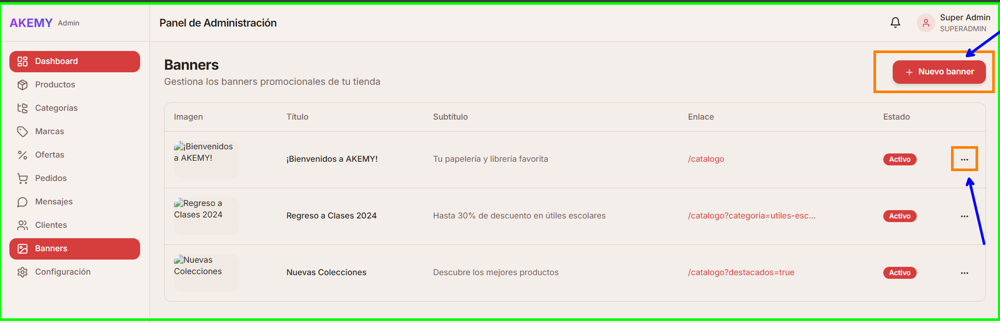 AKEMY Admin
Panel de Administración
Super Admin
SUPERADMIN
Dashboard
Productos
Categorías
Marcas
Ofertas
Pedidos
Mensajes
Clientes
Banners
Configuración
Banners
Gestiona los banners promocionales de tu tienda
+ Nuevo banner
Imagen Título Subtítulo Enlace Estado
¡Bienvenidos
a AKEMY!
¡Bienvenidos a AKEMY! Tu papelería y librería favorita /catalogo Activo ...
Regreso a
Clases 2024
Regreso a Clases 2024 Hasta 30% de descuento en útiles escolares /catalogo?categoria=utiles-esc... Activo ...
Nuevas
Colecciones
Nuevas Colecciones Descubre los mejores productos /catalogo?destacados=true Activo ...